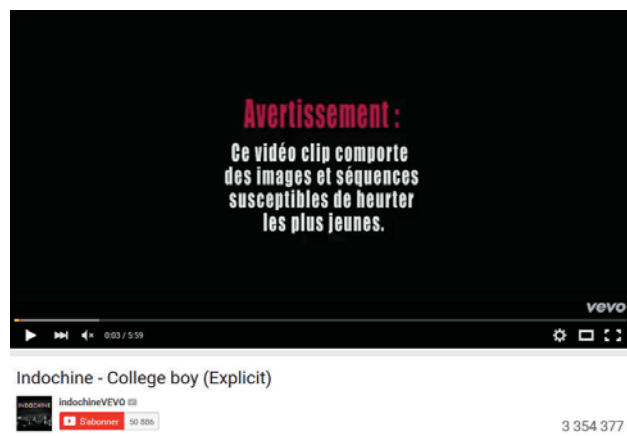 Avertissement :
Ce vidéo clip comporte
des images et séquences
susceptibles de heurter
les plus jeunes.
vevo
0:03 / 5:59
Indochine - College boy (Explicit)
INDOCHINE
indochineVEVO
S'abonner 50 886
3 354 377